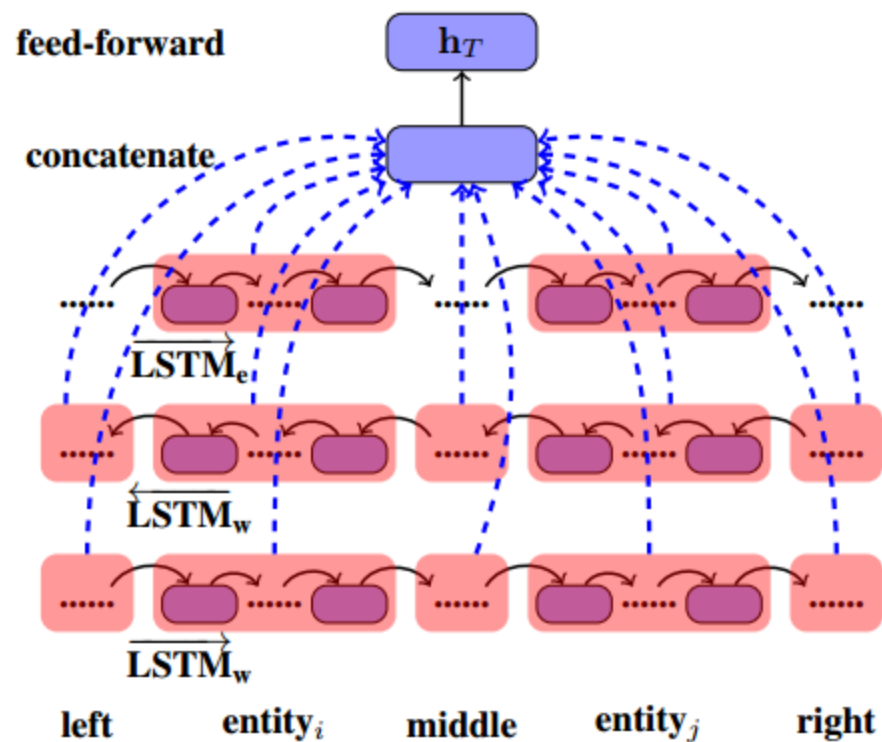 feed-forward h_T
concatenate
...... ...... ...... ...... ......
LSTM_e
...... ...... ...... ...... ......
LSTM_w
...... ...... ...... ...... ......
LSTM_w
left entity_i middle entity_j right